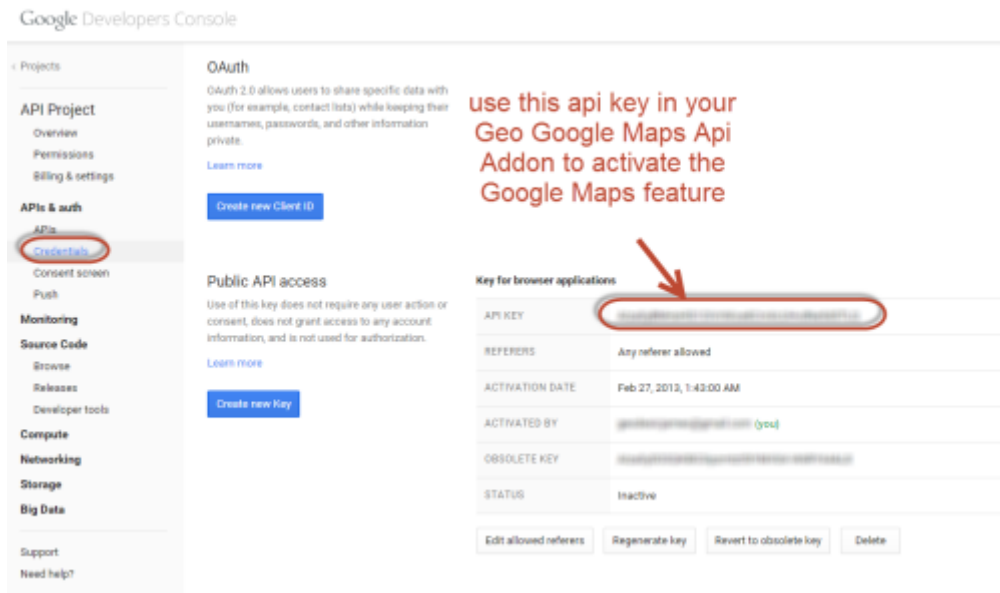 Google Developers Console
< Projects
API Project
Overview
Permissions
Billing & settings
APIs & auth
APIs
Credentials
Consent screen
Push
Monitoring
Source Code
Browse
Releases
Developer tools
Compute
Networking
Storage
Big Data
Support
Need help?
OAuth
OAuth 2.0 allows users to share specific data with
you (for example, contact lists) while keeping their
usernames, passwords, and other information
private.
Learn more
Create new Client ID
use this api key in your
Geo Google Maps Api
Addon to activate the
Google Maps feature
Public API access
Use of this key does not require any user action or
consent, does not grant access to any account
information, and is not used for authorization.
Learn more
Create new Key
Key for browser applications
API KEY
REFERERS Any referer allowed
ACTIVATION DATE Feb 27, 2013, 1:43:00 AM
ACTIVATED BY (you)
OBSOLETE KEY
STATUS Inactive
Edit allowed referers Regenerate key Revert to obsolete key Delete